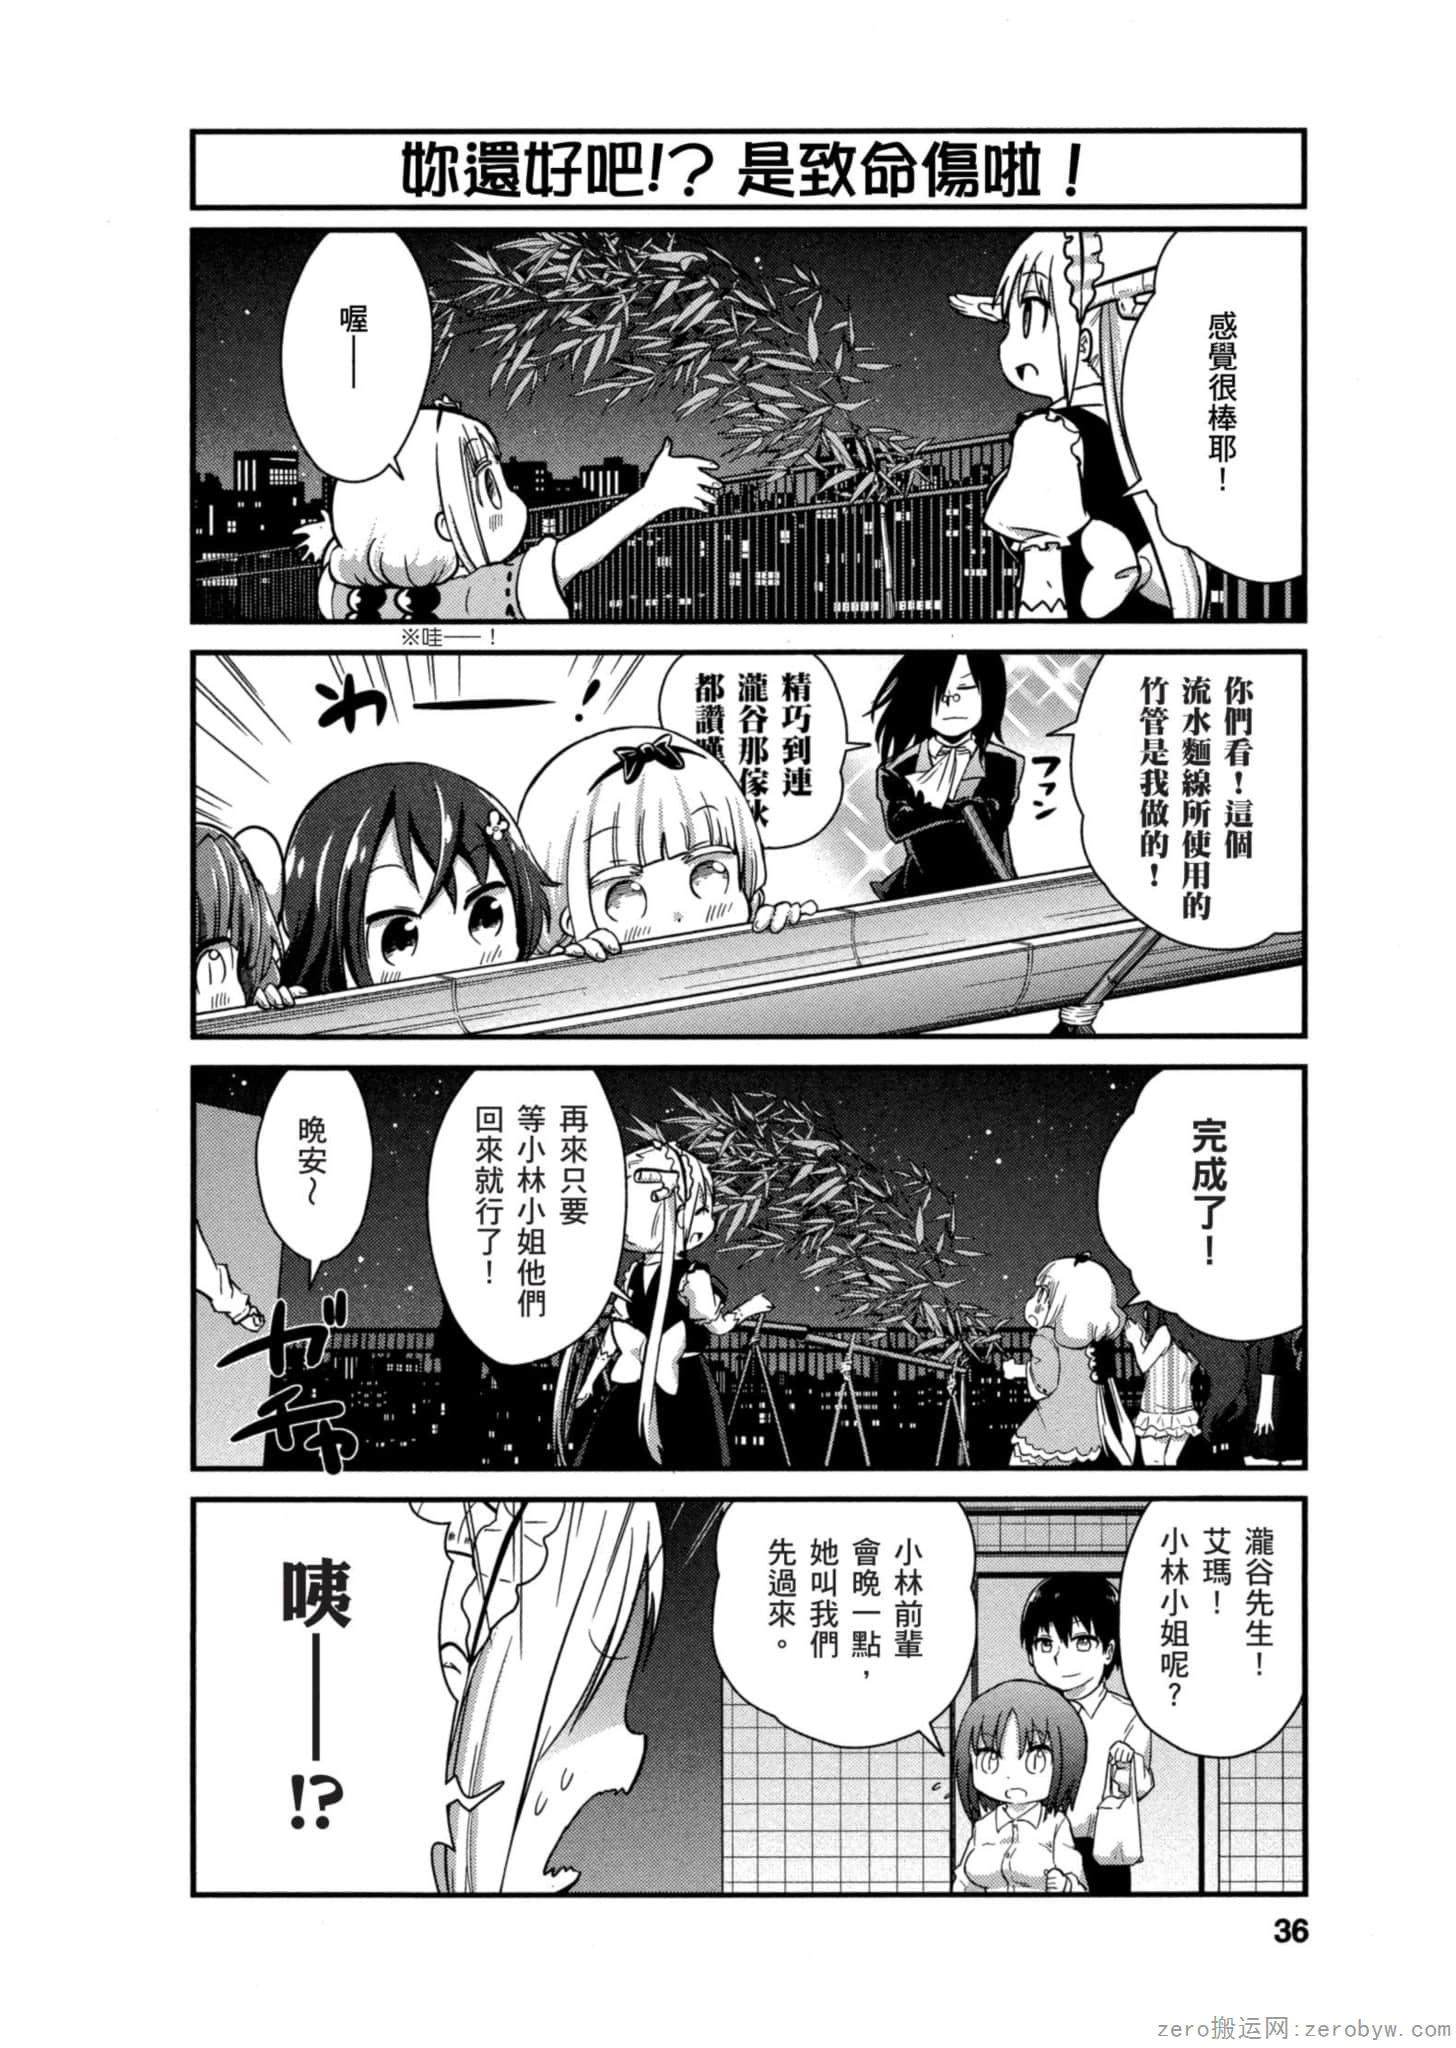 妳還好吧!? 是致命傷啦！
感覺很棒耶！
喔——
※哇——！
你們看！這個
流水麵線所使用的
竹管是我做的！
フフン
精巧到連
瀧谷那傢伙
都讚嘆
わ——！
完成了！
再來只要
等小林小姐他們
回來就行了！
晚安～
ガチャ
瀧谷先生！
艾瑪！
小林小姐呢？
小林前輩
會晚一點，
她叫我們
先過來。
咦——!?
36
zero搬运网:zerobyw.com